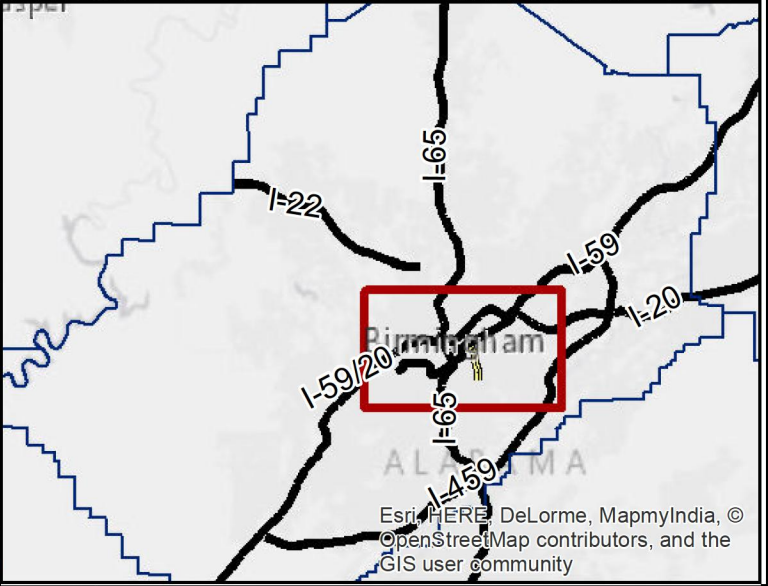 I-65
I-22
I-59
I-20
Birmingham
I-59/20
I-65
ALABAMA
I-459
Esri, HERE, DeLorme, MapmyIndia, ©
OpenStreetMap contributors, and the
GIS user community